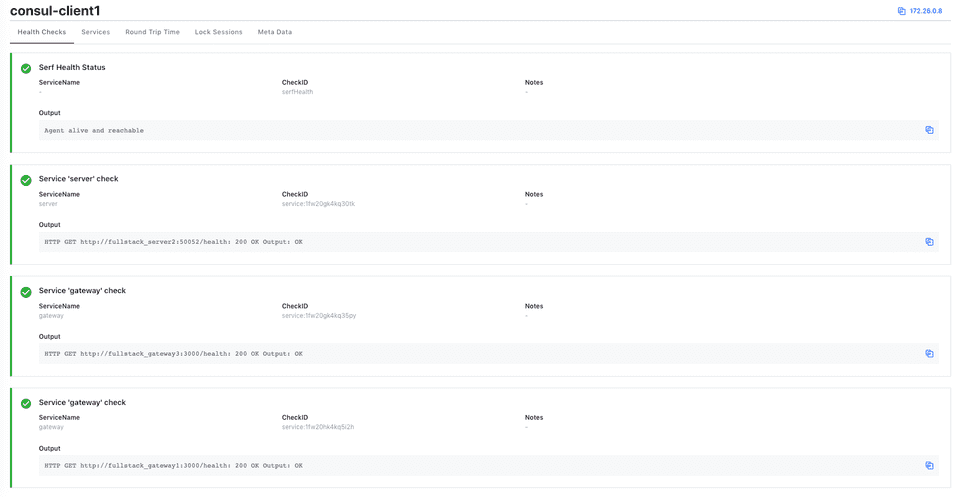 consul-client1
172.26.0.8
Health Checks Services Round Trip Time Lock Sessions Meta Data
Serf Health Status
ServiceName CheckID Notes
- serfHealth -
Output
Agent alive and reachable
Service 'server' check
ServiceName CheckID Notes
server service:1fw20gk4kq30tk -
Output
HTTP GET http://fullstack_server2:50052/health: 200 OK Output: OK
Service 'gateway' check
ServiceName CheckID Notes
gateway service:1fw20gk4kq35py -
Output
HTTP GET http://fullstack_gateway3:3000/health: 200 OK Output: OK
Service 'gateway' check
ServiceName CheckID Notes
gateway service:1fw20hk4kq5i2h -
Output
HTTP GET http://fullstack_gateway1:3000/health: 200 OK Output: OK